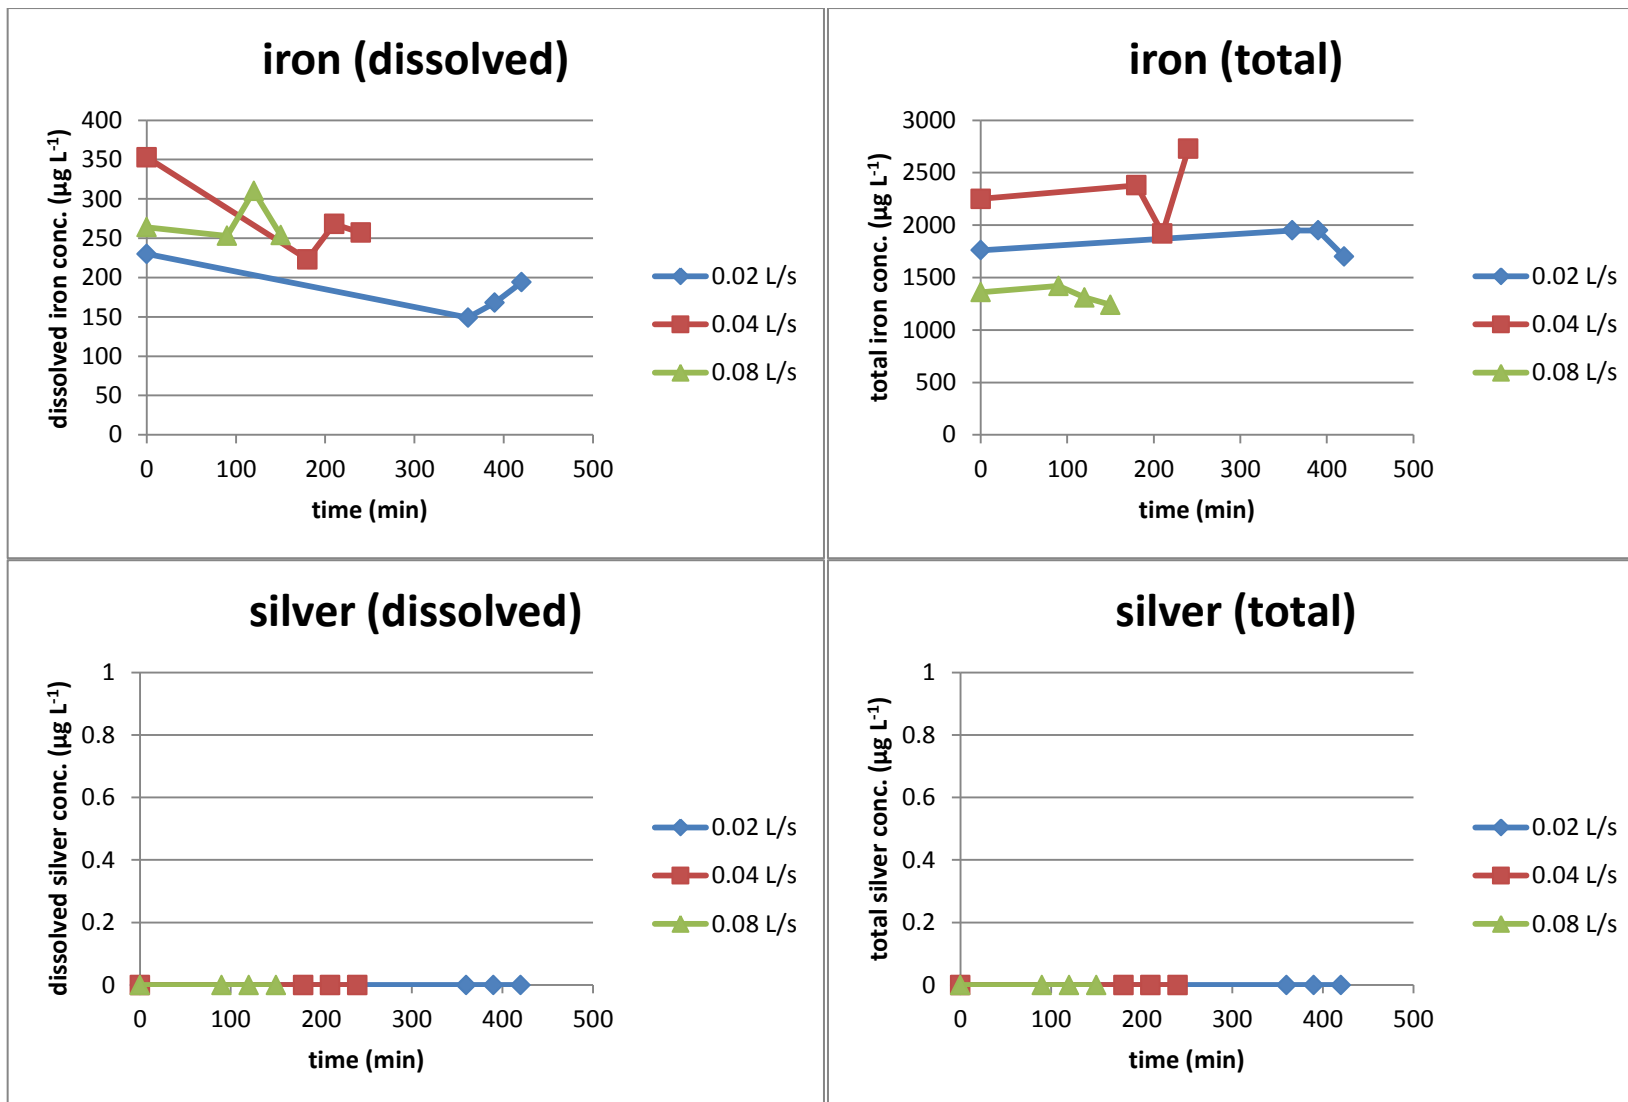 iron (dissolved)
dissolved iron conc. (µg L⁻¹)
400
350
300
250
200
150
100
50
0
0 100 200 300 400 500
time (min)
0.02 L/s
0.04 L/s
0.08 L/s
iron (total)
total iron conc. (µg L⁻¹)
3000
2500
2000
1500
1000
500
0
0 100 200 300 400 500
time (min)
0.02 L/s
0.04 L/s
0.08 L/s
silver (dissolved)
dissolved silver conc. (µg L⁻¹)
1
0.8
0.6
0.4
0.2
0
0 100 200 300 400 500
time (min)
0.02 L/s
0.04 L/s
0.08 L/s
silver (total)
total silver conc. (µg L⁻¹)
1
0.8
0.6
0.4
0.2
0
0 100 200 300 400 500
time (min)
0.02 L/s
0.04 L/s
0.08 L/s